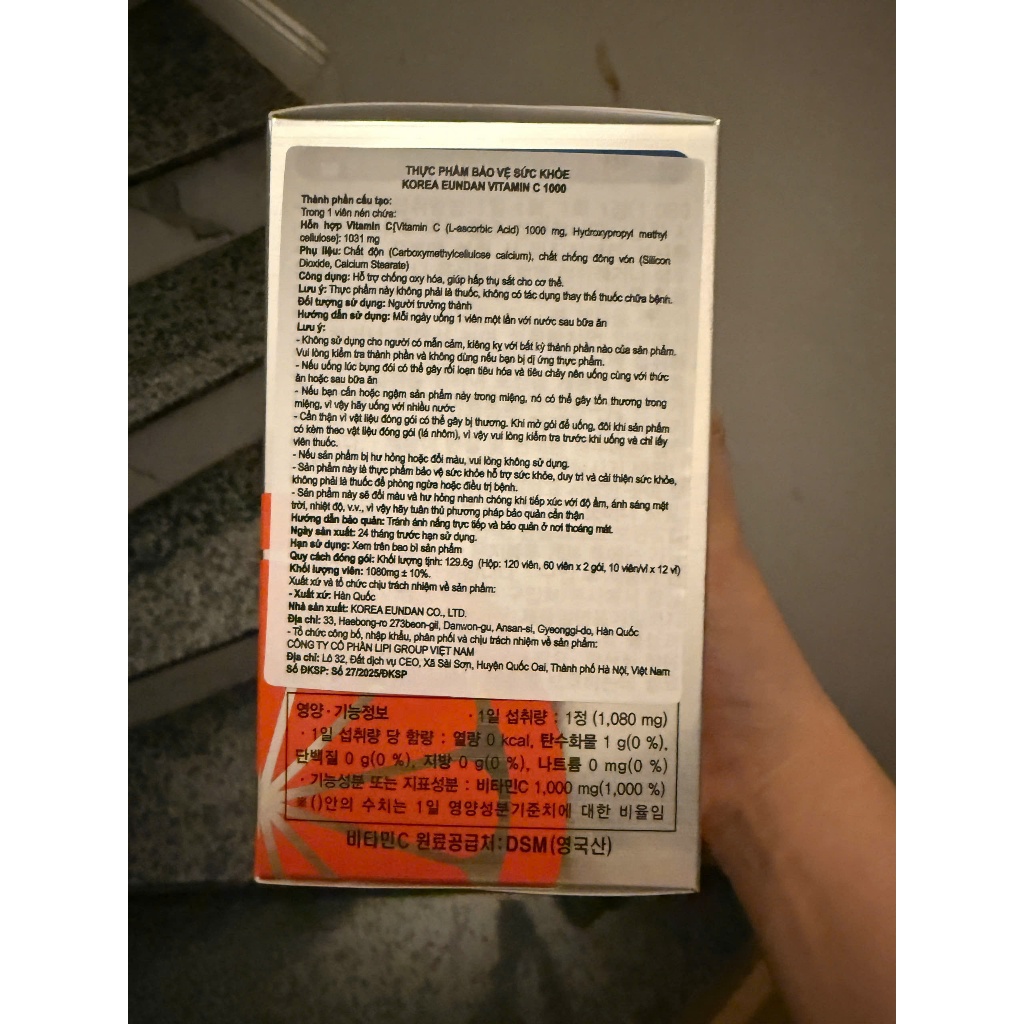 THỰC PHẨM BẢO VỆ SỨC KHỎE
KOREA EUNDAN VITAMIN C 1000
Thành phần cấu tạo:
Trong 1 viên nén chứa:
Hỗn hợp Vitamin C[Vitamin C (L-ascorbic Acid) 1000 mg, Hydroxypropyl methyl
cellulose]: 1031 mg
Phụ liệu: Chất độn (Carboxymethylcellulose calcium), chất chống đông vón (Silicon
Dioxide, Calcium Stearate)
Công dụng: Hỗ trợ chống oxy hóa, giúp hấp thụ sắt cho cơ thể.
Lưu ý: Thực phẩm này không phải là thuốc, không có tác dụng thay thế thuốc chữa bệnh.
Đối tượng sử dụng: Người trưởng thành
Hướng dẫn sử dụng: Mỗi ngày uống 1 viên một lần với nước sau bữa ăn
Lưu ý:
- Không sử dụng cho người có mẫn cảm, kiêng kỵ với bất kỳ thành phần nào của sản phẩm.
Vui lòng kiểm tra thành phần và không dùng nếu bạn bị dị ứng thực phẩm.
- Nếu uống lúc bụng đói có thể gây rối loạn tiêu hóa và tiêu chảy nên uống cùng với thức
ăn hoặc sau bữa ăn
- Nếu bạn cắn hoặc ngậm sản phẩm này trong miệng, nó có thể gây tổn thương trong
miệng, vì vậy hãy uống với nhiều nước
- Cẩn thận vì vật liệu đóng gói có thể gây bị thương. Khi mở gói để uống, đôi khi sản phẩm
có kèm theo vật liệu đóng gói (lá nhôm), vì vậy vui lòng kiểm tra trước khi uống và chỉ lấy
viên thuốc.
- Nếu sản phẩm bị hư hỏng hoặc đổi màu, vui lòng không sử dụng.
- Sản phẩm này là thực phẩm bảo vệ sức khỏe hỗ trợ sức khỏe, duy trì và cải thiện sức khỏe,
không phải là thuốc để phòng ngừa hoặc điều trị bệnh.
- Sản phẩm này sẽ đổi màu và hư hỏng nhanh chóng khi tiếp xúc với độ ẩm, ánh sáng mặt
trời, nhiệt độ, v.v., vì vậy hãy tuân thủ phương pháp bảo quản cẩn thận
Hướng dẫn bảo quản: Tránh ánh nắng trực tiếp và bảo quản ở nơi thoáng mát.
Ngày sản xuất: 24 tháng trước hạn sử dụng.
Hạn sử dụng: Xem trên bao bì sản phẩm
Quy cách đóng gói: Khối lượng tịnh: 129.6g (Hộp: 120 viên, 60 viên x 2 gói, 10 viên/vỉ x 12 vỉ)
Khối lượng viên: 1080mg ± 10%.
Xuất xứ và tổ chức chịu trách nhiệm về sản phẩm:
- Xuất xứ: Hàn Quốc
Nhà sản xuất: KOREA EUNDAN CO., LTD.
Địa chỉ: 33, Haebong-ro 273beon-gil, Danwon-gu, Ansan-si, Gyeonggi-do, Hàn Quốc
- Tổ chức công bố, nhập khẩu, phân phối và chịu trách nhiệm về sản phẩm:
CÔNG TY CỔ PHẦN LIPI GROUP VIỆT NAM
Địa chỉ: Lô 32, Đất dịch vụ CEO, Xã Sài Sơn, Huyện Quốc Oai, Thành phố Hà Nội, Việt Nam
Số ĐKSP: Số 27/2025/ĐKSP
영양·기능정보 ·1일 섭취량 : 1정 (1,080 mg)
·1일 섭취량 당 함량 : 열량 0 kcal, 탄수화물 1 g(0 %),
단백질 0 g(0 %), 지방 0 g(0 %), 나트륨 0 mg(0 %)
·기능성분 또는 지표성분 : 비타민C 1,000 mg(1,000 %)
※()안의 수치는 1일 영양성분기준치에 대한 비율임
비타민C 원료공급처:DSM(영국산)